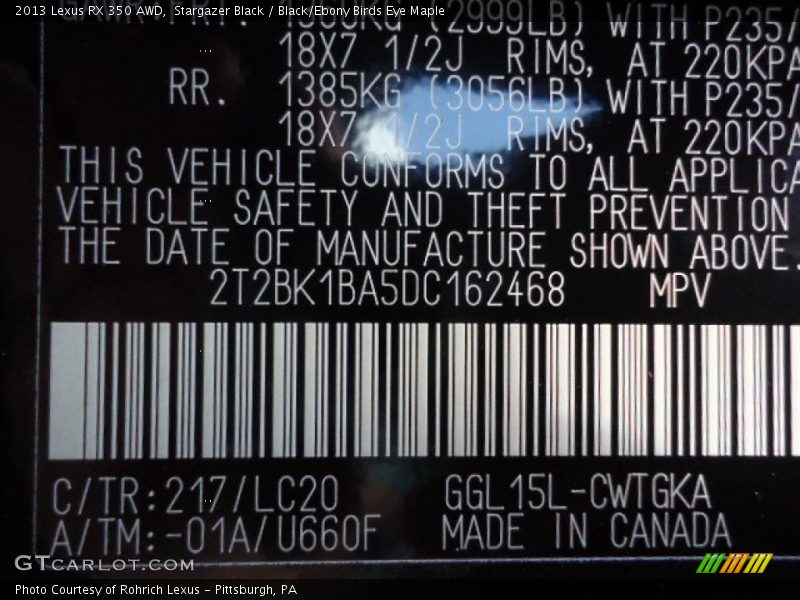 2013 Lexus RX 350 AWD, Stargazer Black / Black/Ebony Birds Eye Maple
(2999LB) WITH P235/
18X7 1/2J RIMS, AT 220KPA
RR. 1385KG (3056LB) WITH P235/
18X7 1/2J RIMS, AT 220KPA
THIS VEHICLE CONFORMS TO ALL APPLICA
VEHICLE SAFETY AND THEFT PREVENTION
THE DATE OF MANUFACTURE SHOWN ABOVE.
2T2BK1BA5DC162468 MPV
C/TR:217/LC20 GGL15L-CWTGKA
A/TM:-01A/U660F MADE IN CANADA
GTCARLOT.COM
Photo Courtesy of Rohrich Lexus - Pittsburgh, PA